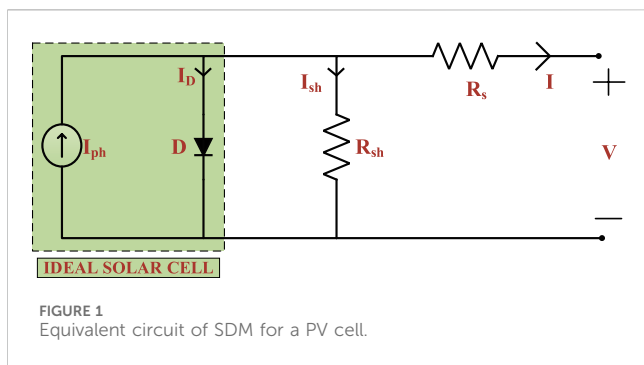 I_D
I_sh
R_s
I
I_ph
D
R_sh
V
IDEAL SOLAR CELL
FIGURE 1
Equivalent circuit of SDM for a PV cell.